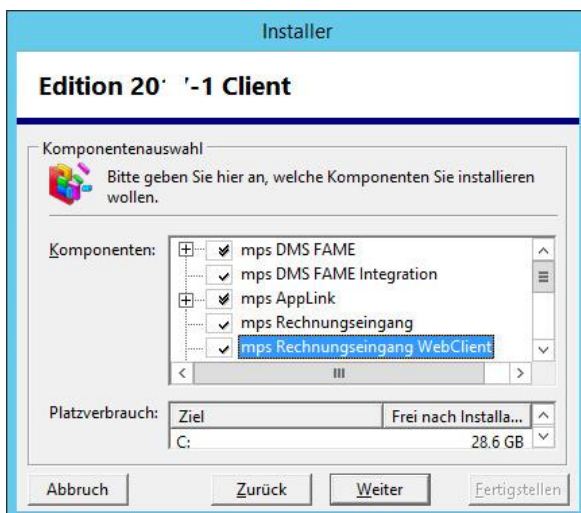 Installer
Edition 20 -1 Client
Komponentenauswahl
Bitte geben Sie hier an, welche Komponenten Sie installieren
wollen.
Komponenten:
mps DMS FAME
mps DMS FAME Integration
mps AppLink
mps Rechnungseingang
mps Rechnungseingang WebClient
Platzverbrauch:
Ziel Frei nach Installa...
C: 28.6 GB
Abbruch Zurück Weiter Fertigstellen